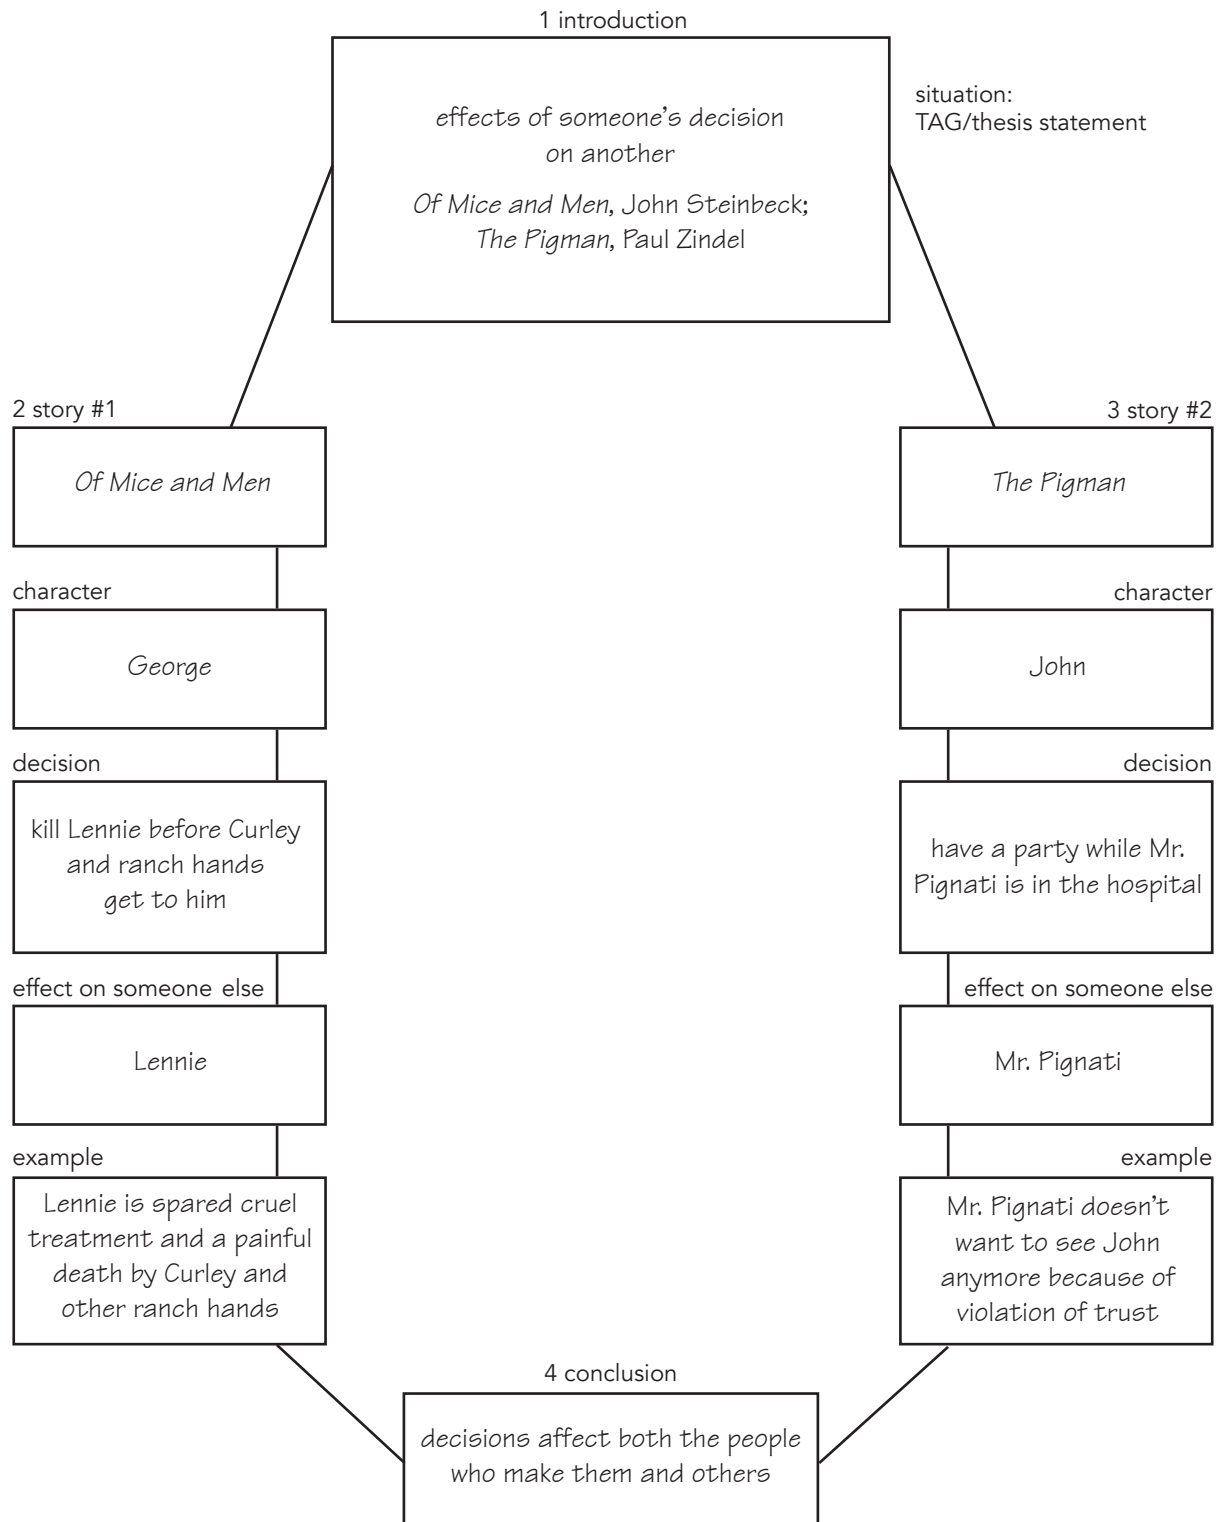 1 introduction
effects of someone's decision
on another
Of Mice and Men, John Steinbeck;
The Pigman, Paul Zindel
situation:
TAG/thesis statement
2 story #1
Of Mice and Men
character
George
decision
kill Lennie before Curley
and ranch hands
get to him
effect on someone else
Lennie
example
Lennie is spared cruel
treatment and a painful
death by Curley and
other ranch hands
3 story #2
The Pigman
character
John
decision
have a party while Mr.
Pignati is in the hospital
effect on someone else
Mr. Pignati
example
Mr. Pignati doesn't
want to see John
anymore because of
violation of trust
4 conclusion
decisions affect both the people
who make them and others